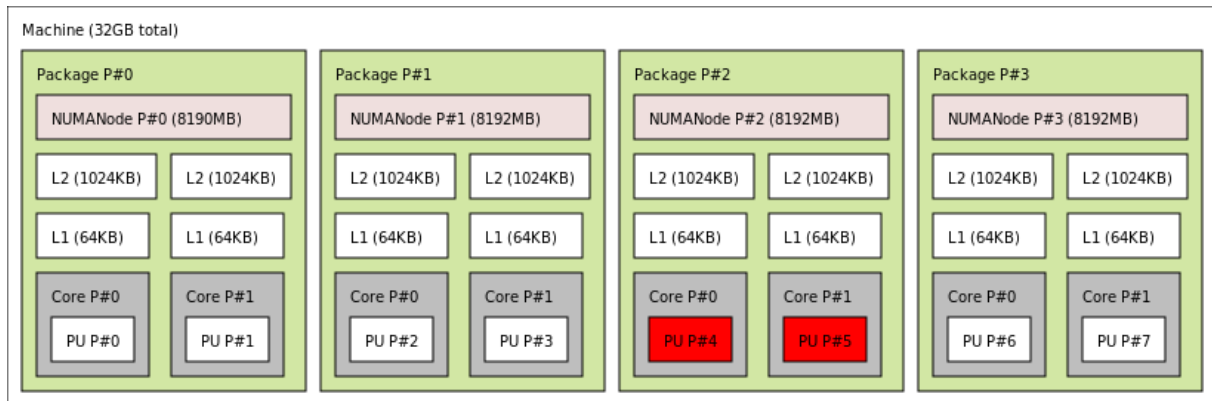 Machine (32GB total)
Package P#0
NUMANode P#0 (8190MB)
L2 (1024KB) L2 (1024KB)
L1 (64KB) L1 (64KB)
Core P#0 Core P#1
PU P#0 PU P#1
Package P#1
NUMANode P#1 (8192MB)
L2 (1024KB) L2 (1024KB)
L1 (64KB) L1 (64KB)
Core P#0 Core P#1
PU P#2 PU P#3
Package P#2
NUMANode P#2 (8192MB)
L2 (1024KB) L2 (1024KB)
L1 (64KB) L1 (64KB)
Core P#0 Core P#1
PU P#4 PU P#5
Package P#3
NUMANode P#3 (8192MB)
L2 (1024KB) L2 (1024KB)
L1 (64KB) L1 (64KB)
Core P#0 Core P#1
PU P#6 PU P#7